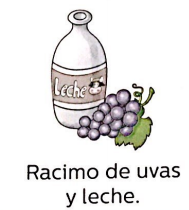 Leche
Racimo de uvas
y leche.